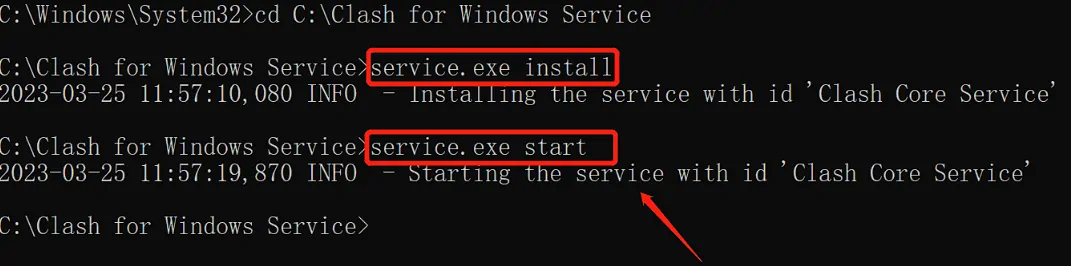 C:\Windows\System32>cd C:\Clash for Windows Service
C:\Clash for Windows Service>service.exe install
2023-03-25 11:57:10,080 INFO  - Installing the service with id 'Clash Core Service'
C:\Clash for Windows Service>service.exe start
2023-03-25 11:57:19,870 INFO  - Starting the service with id 'Clash Core Service'
C:\Clash for Windows Service>